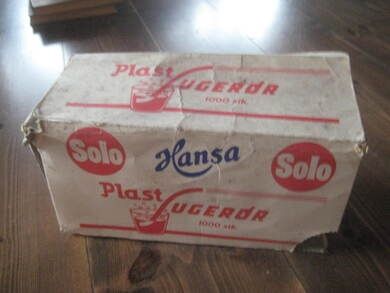 Plast SUGERØR
1000 stk.
Solo Hansa Solo
Plast SUGERØR
1000 stk.